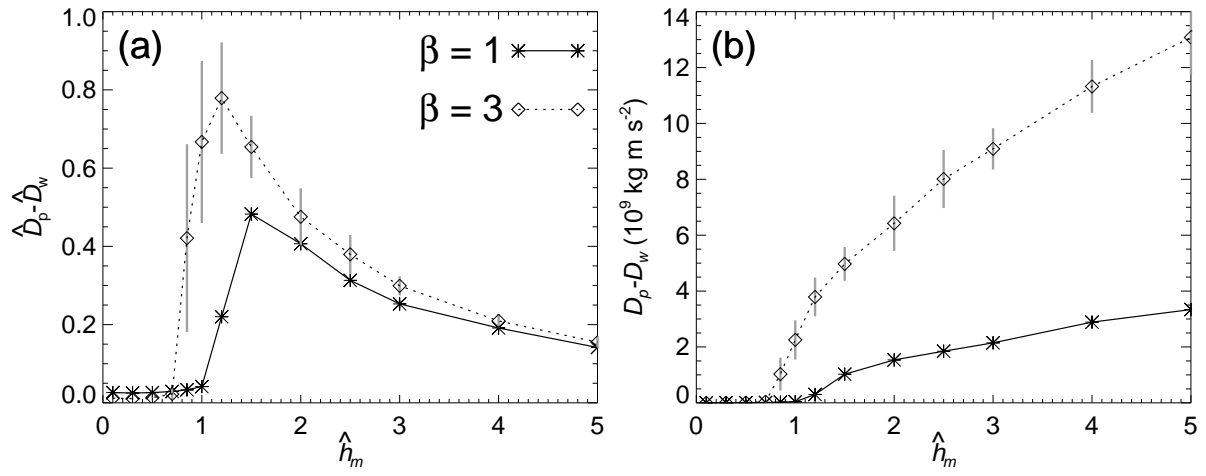 (a)
β = 1
β = 3
1.0
0.8
0.6
0.4
0.2
0.0
D̂ₚ-D̂_w
0 1 2 3 4 5
ĥₘ
(b)
14
12
10
8
6
4
2
0
Dₚ-D_w (10⁹ kg m s⁻²)
0 1 2 3 4 5
ĥₘ